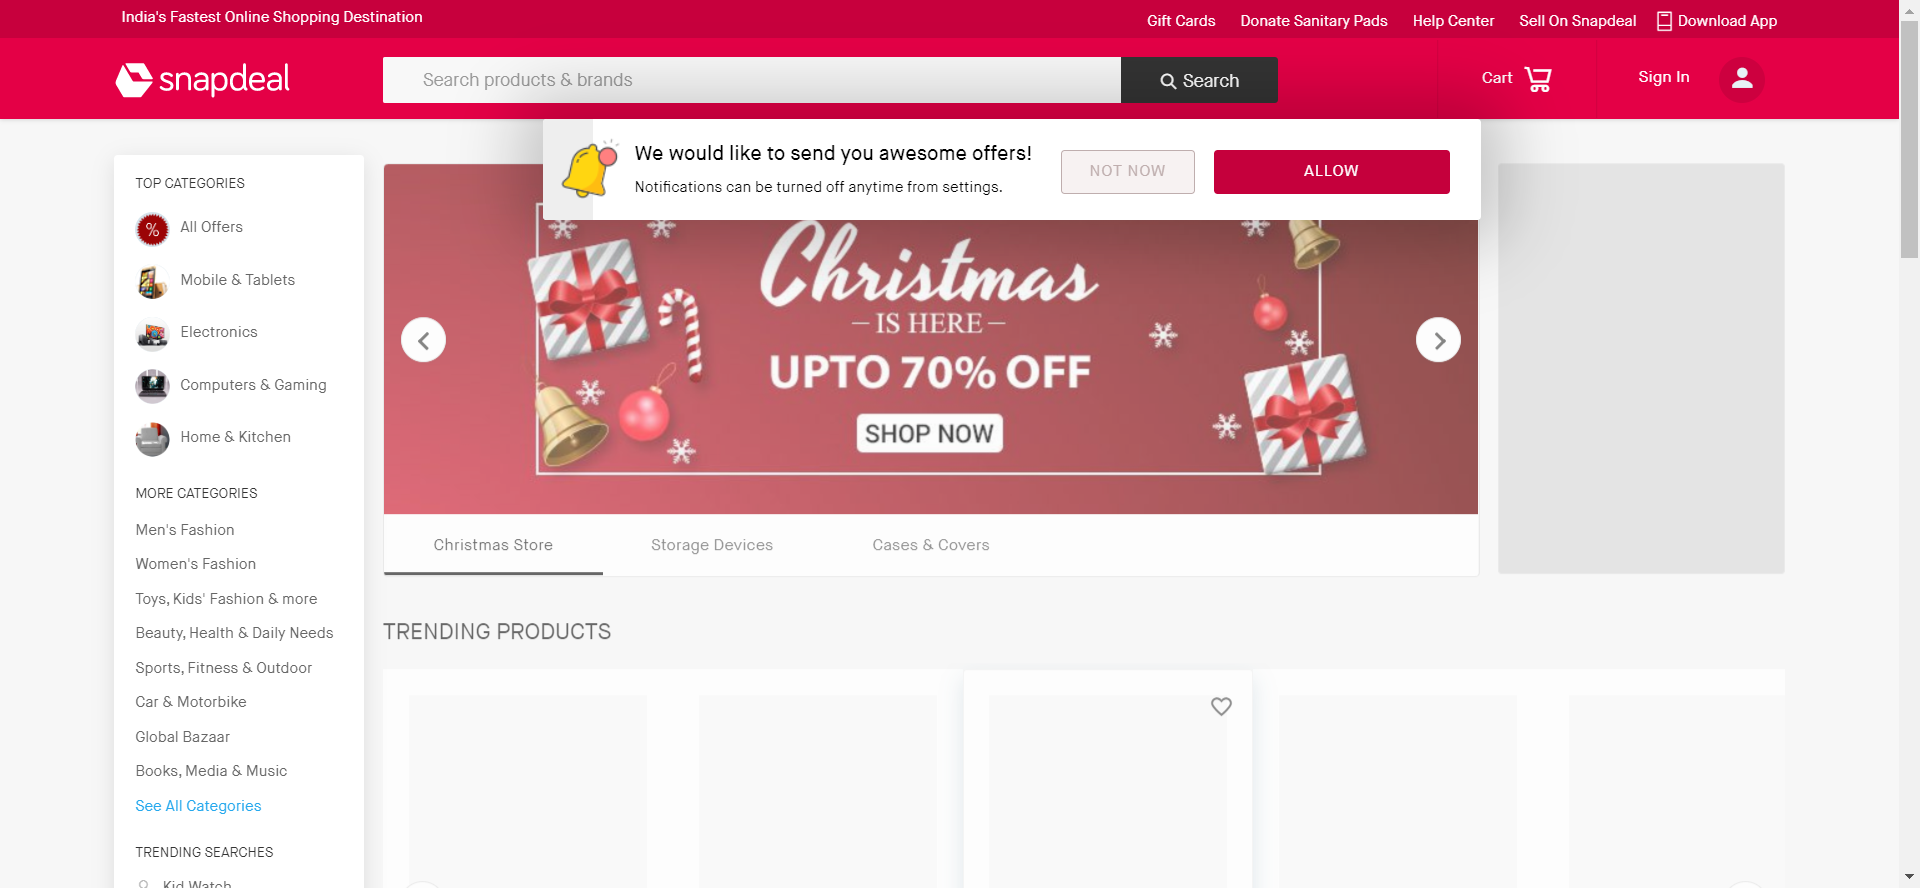 India's Fastest Online Shopping Destination
Gift Cards
Donate Sanitary Pads
Help Center
Sell On Snapdeal
Download App
snapdeal
Search products & brands
Search
Cart
Sign In
We would like to send you awesome offers!
Notifications can be turned off anytime from settings.
NOT NOW
ALLOW
TOP CATEGORIES
%
All Offers
Mobile & Tablets
Electronics
Computers & Gaming
Home & Kitchen
MORE CATEGORIES
Men's Fashion
Women's Fashion
Toys, Kids' Fashion & more
Beauty, Health & Daily Needs
Sports, Fitness & Outdoor
Car & Motorbike
Global Bazaar
Books, Media & Music
See All Categories
TRENDING SEARCHES
Kid Watch
Christmas
– IS HERE –
UPTO 70% OFF
SHOP NOW
Christmas Store
Storage Devices
Cases & Covers
TRENDING PRODUCTS